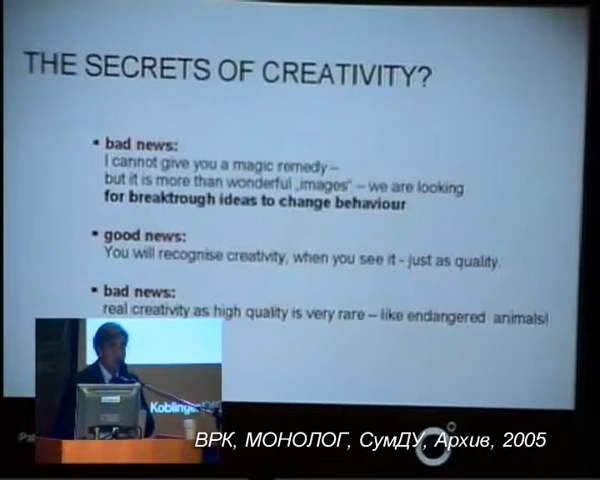 THE SECRETS OF CREATIVITY?
▪ bad news:
I cannot give you a magic remedy –
but it is more than wonderful „images“ – we are looking
for breaktrough ideas to change behaviour
▪ good news:
You will recognise creativity, when you see it - just as quality.
▪ bad news:
real creativity as high quality is very rare – like endangered animals!
ВРК, МОНОЛОГ, СумДУ, Архив, 2005